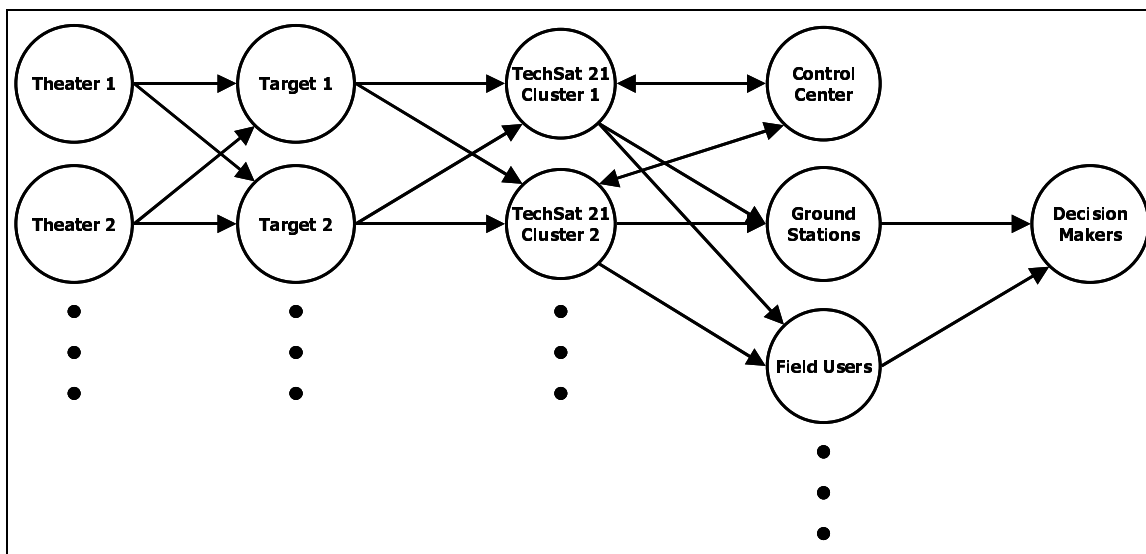 Theater 1
Target 1
TechSat 21
Cluster 1
Control
Center
Theater 2
Target 2
TechSat 21
Cluster 2
Ground
Stations
Decision
Makers
Field Users